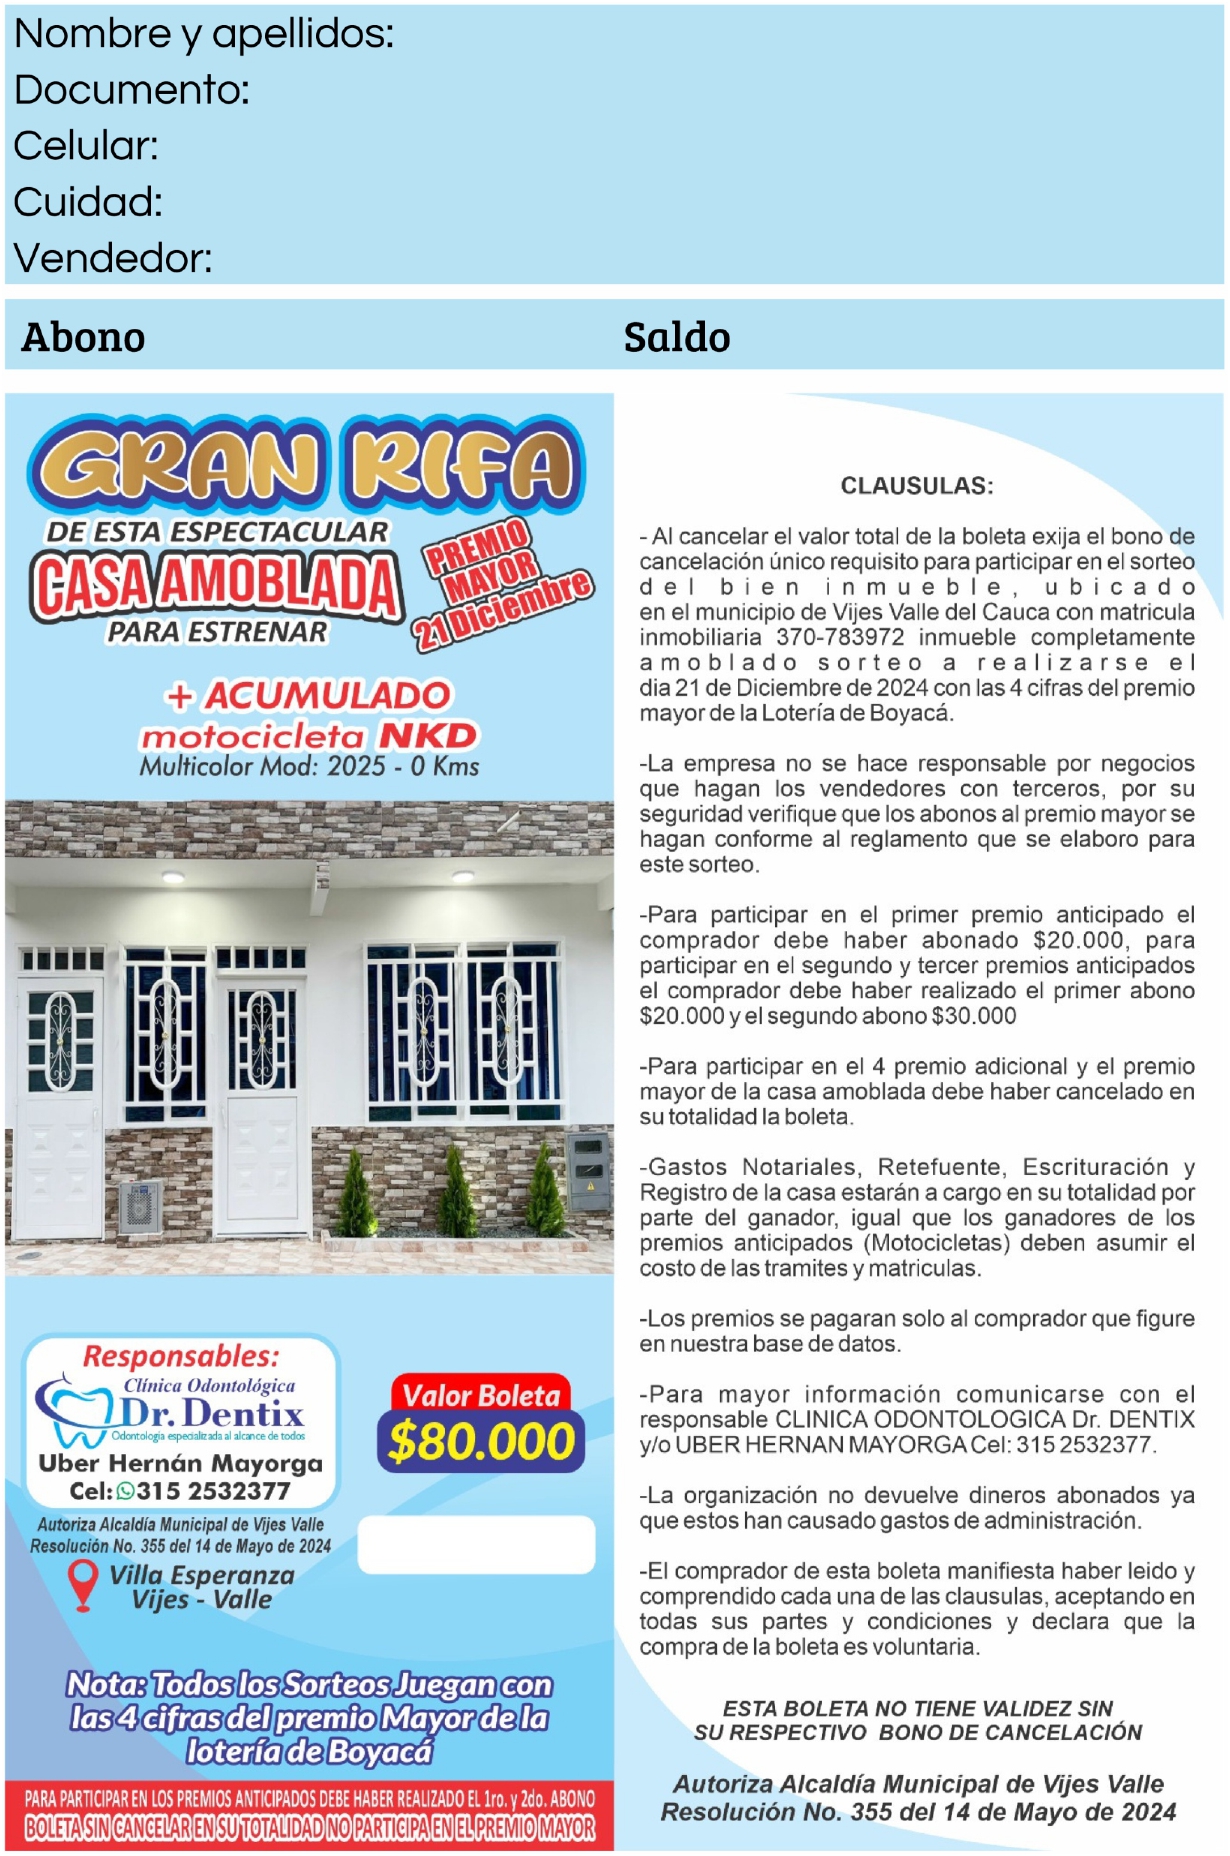 Nombre y apellidos:
Documento:
Celular:
Cuidad:
Vendedor:
Abono
Saldo
GRAN RIFA
DE ESTA ESPECTACULAR
CASA AMOBLADA
PARA ESTRENAR
PREMIO
MAYOR
21 Diciembre
+ ACUMULADO
motocicleta NKD
Multicolor Mod: 2025 - 0 Kms
Responsables:
Clínica Odontológica
Dr. Dentix
Odontología especializada al alcance de todos
Uber Hernán Mayorga
Cel: 315 2532377
Valor Boleta
$80.000
Autoriza Alcaldía Municipal de Vijes Valle
Resolución No. 355 del 14 de Mayo de 2024
Villa Esperanza
Vijes - Valle
Nota: Todos los Sorteos Juegan con
las 4 cifras del premio Mayor de la
lotería de Boyacá
PARA PARTICIPAR EN LOS PREMIOS ANTICIPADOS DEBE HABER REALIZADO EL 1ro. y 2do. ABONO
BOLETA SIN CANCELAR EN SU TOTALIDAD NO PARTICIPA EN EL PREMIO MAYOR
CLAUSULAS:
- Al cancelar el valor total de la boleta exija el bono de
cancelación único requisito para participar en el sorteo
del bien inmueble, ubicado
en el municipio de Vijes Valle del Cauca con matricula
inmobiliaria 370-783972 inmueble completamente
amoblado sorteo a realizarse el
dia 21 de Diciembre de 2024 con las 4 cifras del premio
mayor de la Lotería de Boyacá.
-La empresa no se hace responsable por negocios
que hagan los vendedores con terceros, por su
seguridad verifique que los abonos al premio mayor se
hagan conforme al reglamento que se elaboro para
este sorteo.
-Para participar en el primer premio anticipado el
comprador debe haber abonado $20.000, para
participar en el segundo y tercer premios anticipados
el comprador debe haber realizado el primer abono
$20.000 y el segundo abono $30.000
-Para participar en el 4 premio adicional y el premio
mayor de la casa amoblada debe haber cancelado en
su totalidad la boleta.
-Gastos Notariales, Retefuente, Escrituración y
Registro de la casa estarán a cargo en su totalidad por
parte del ganador, igual que los ganadores de los
premios anticipados (Motocicletas) deben asumir el
costo de las tramites y matriculas.
-Los premios se pagaran solo al comprador que figure
en nuestra base de datos.
-Para mayor información comunicarse con el
responsable CLINICA ODONTOLOGICA Dr. DENTIX
y/o UBER HERNAN MAYORGA Cel: 315 2532377.
-La organización no devuelve dineros abonados ya
que estos han causado gastos de administración.
-El comprador de esta boleta manifiesta haber leido y
comprendido cada una de las clausulas, aceptando en
todas sus partes y condiciones y declara que la
compra de la boleta es voluntaria.
ESTA BOLETA NO TIENE VALIDEZ SIN
SU RESPECTIVO BONO DE CANCELACIÓN
Autoriza Alcaldía Municipal de Vijes Valle
Resolución No. 355 del 14 de Mayo de 2024